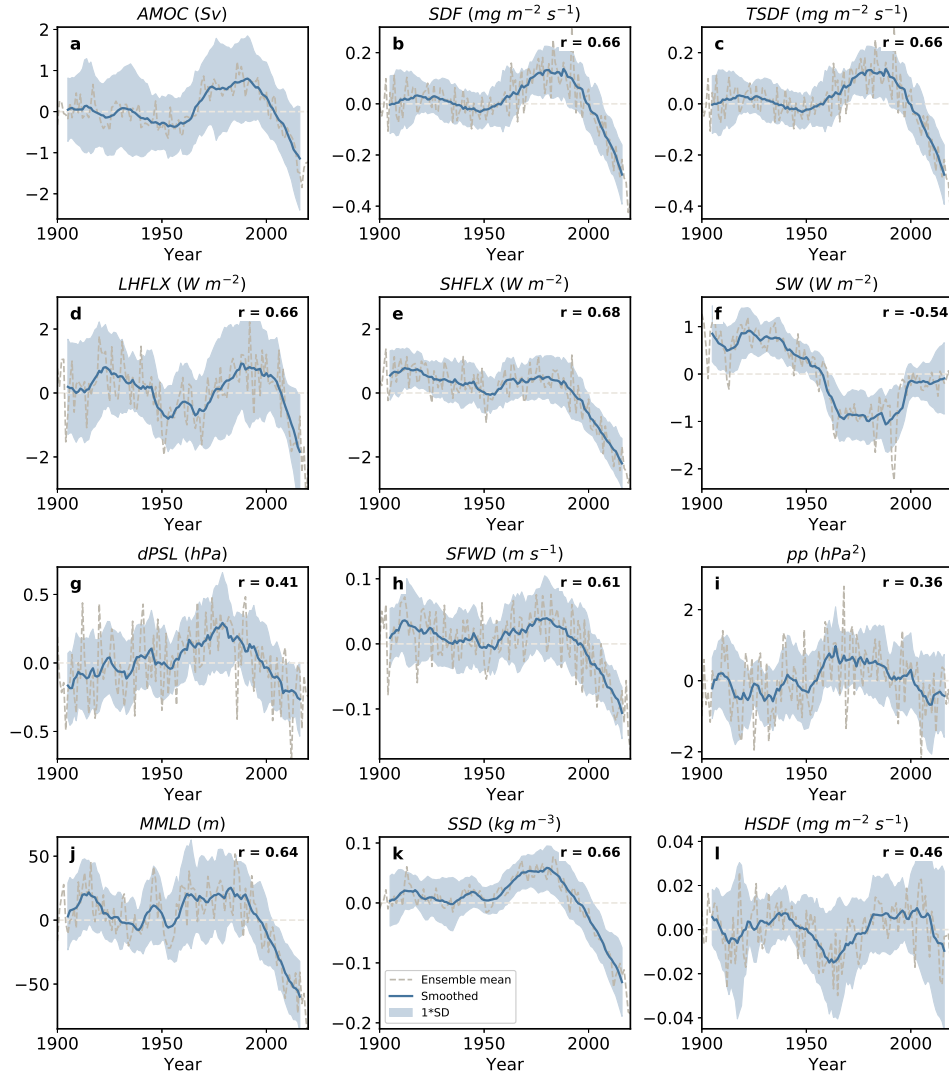 AMOC (Sv)
a
2
1
0
−1
−2
1900
1950
2000
Year
SDF (mg m−2 s−1)
b
r = 0.66
0.2
0.0
−0.2
−0.4
1900
1950
2000
Year
TSDF (mg m−2 s−1)
c
r = 0.66
0.2
0.0
−0.2
−0.4
1900
1950
2000
Year
LHFLX (W m−2)
d
r = 0.66
2
0
−2
1900
1950
2000
Year
SHFLX (W m−2)
e
r = 0.68
2
0
−2
1900
1950
2000
Year
SW (W m−2)
f
r = -0.54
1
0
−1
−2
1900
1950
2000
Year
dPSL (hPa)
g
r = 0.41
0.5
0.0
−0.5
1900
1950
2000
Year
SFWD (m s−1)
h
r = 0.61
0.1
0.0
−0.1
1900
1950
2000
Year
pp (hPa2)
i
r = 0.36
2
0
−2
1900
1950
2000
Year
MMLD (m)
j
r = 0.64
50
0
−50
1900
1950
2000
Year
SSD (kg m−3)
k
r = 0.66
0.1
0.0
−0.1
−0.2
Ensemble mean
Smoothed
1*SD
1900
1950
2000
Year
HSDF (mg m−2 s−1)
l
r = 0.46
0.04
0.02
0.00
−0.02
−0.04
1900
1950
2000
Year